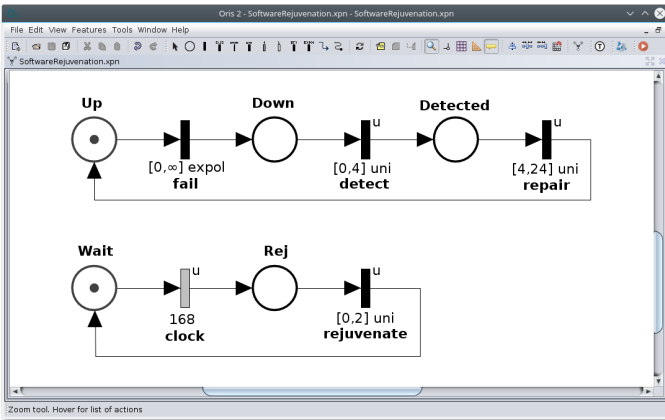 Oris 2 - SoftwareRejuvenation.xpn - SoftwareRejuvenation.xpn
File Edit View Features Tools Window Help
SoftwareRejuvenation.xpn
Up Down Detected
u u
[0,∞] expol [0,4] uni [4,24] uni
fail detect repair
Wait Rej
u u
168 [0,2] uni
clock rejuvenate
Zoom tool. Hover for list of actions